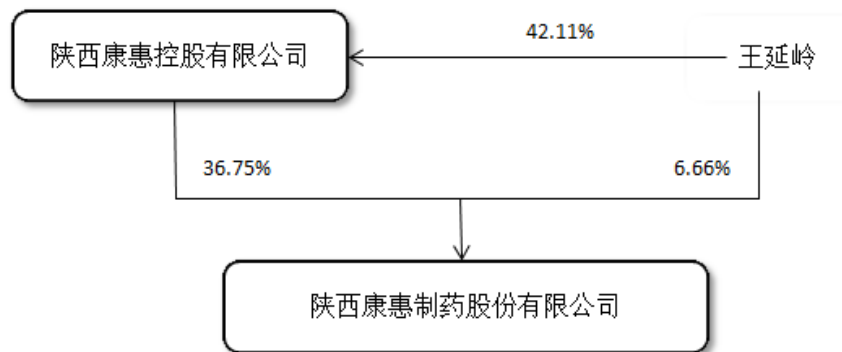 42.11%
陕西康惠控股有限公司
王延岭
36.75%
6.66%
陕西康惠制药股份有限公司